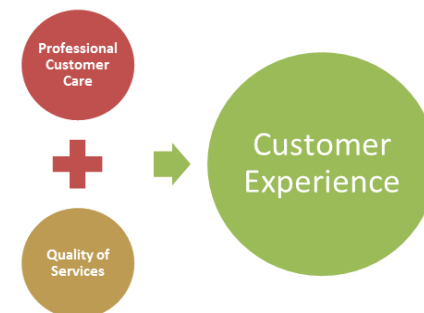 Professional
Customer
Care
Quality of
Services
Customer
Experience